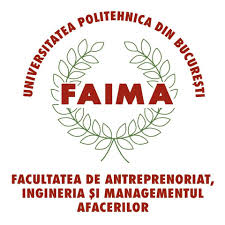 UNIVERSITATEA POLITEHNICA DIN BUCUREȘTI
FAIMA
FACULTATEA DE ANTREPRENORIAT,
INGINERIA ȘI MANAGEMENTUL
AFACERILOR